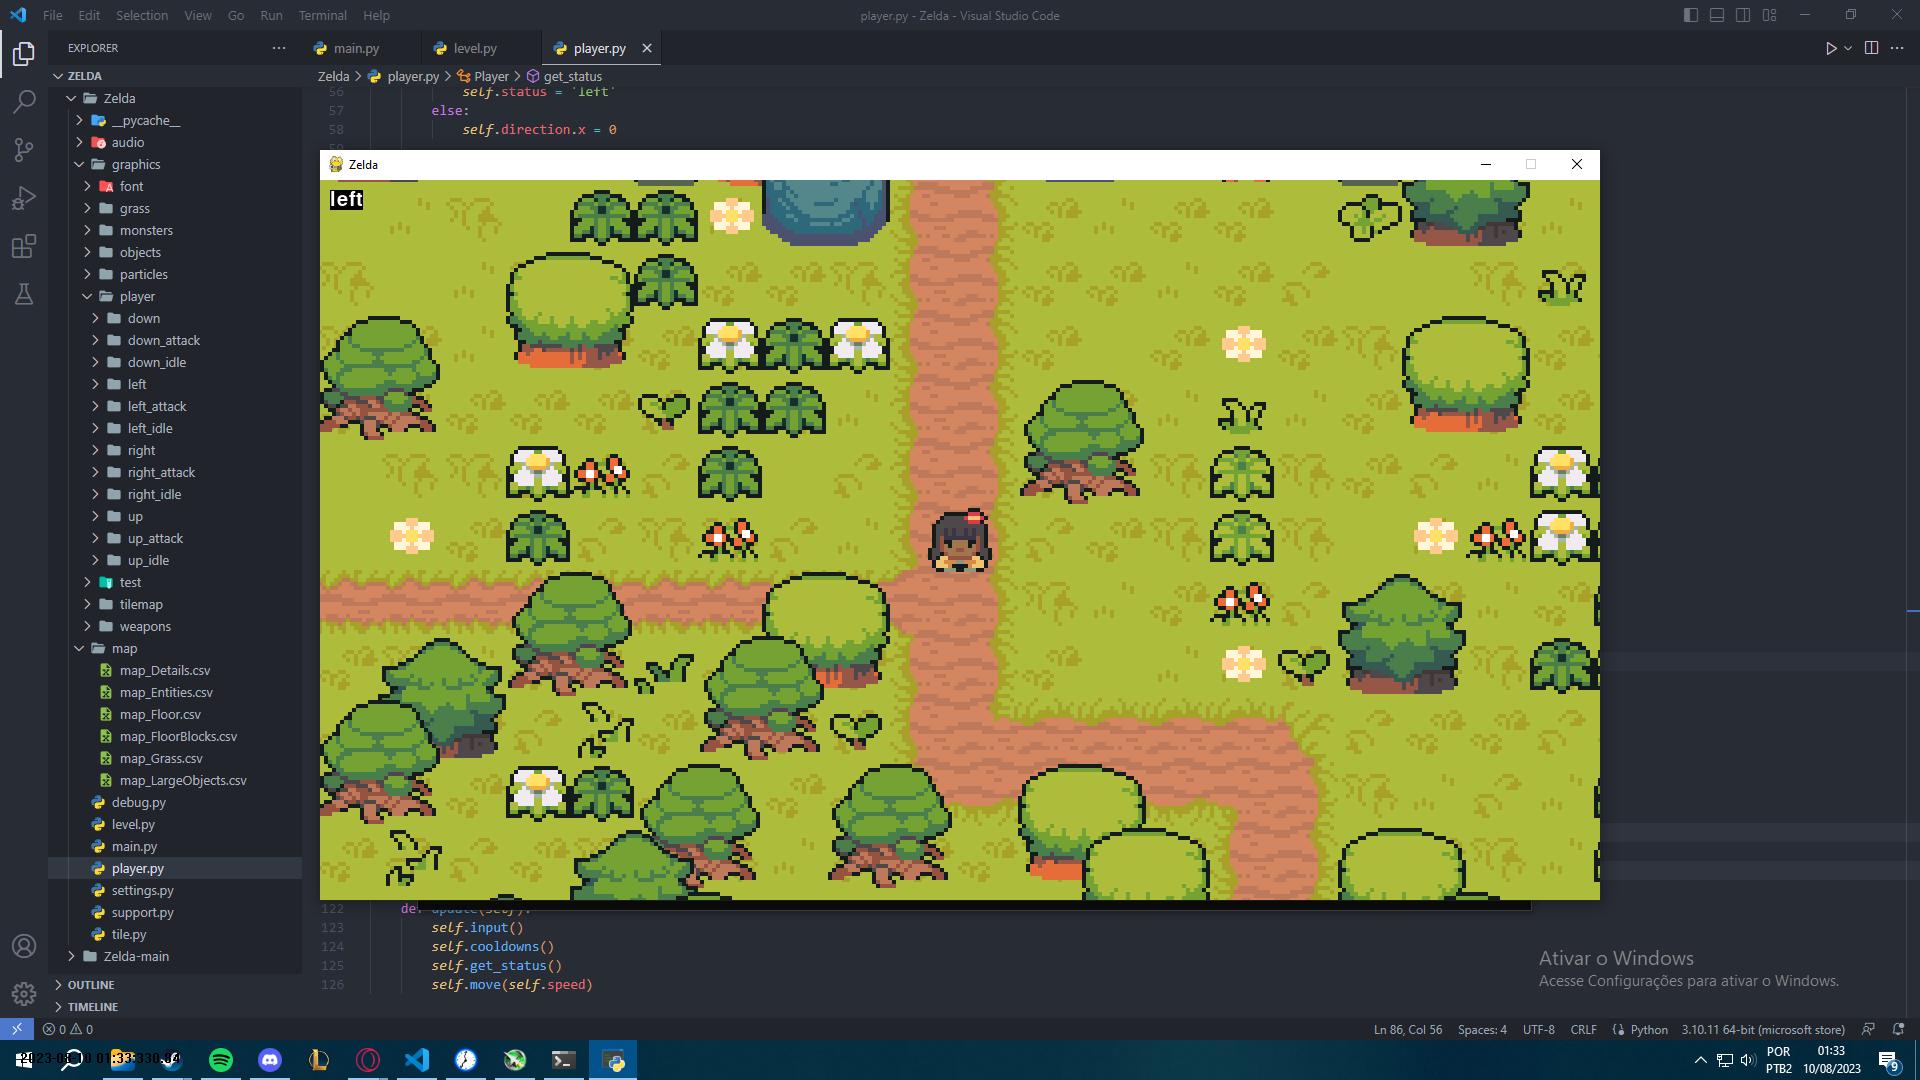 File Edit Selection View Go Run Terminal Help
player.py - Zelda - Visual Studio Code
EXPLORER
main.py level.py player.py
ZELDA
Zelda > player.py > Player > get_status
Zelda
__pycache__
audio
graphics
font
grass
monsters
objects
particles
player
down
down_attack
down_idle
left
left_attack
left_idle
right
right_attack
right_idle
up
up_attack
up_idle
test
tilemap
weapons
map
map_Details.csv
map_Entities.csv
map_Floor.csv
map_FloorBlocks.csv
map_Grass.csv
map_LargeObjects.csv
debug.py
level.py
main.py
player.py
settings.py
support.py
tile.py
Zelda-main
OUTLINE
TIMELINE
56 self.status = 'left'
57 else:
58 self.direction.x = 0
Zelda
left
122 def update(self):
123 self.input()
124 self.cooldowns()
125 self.get_status()
126 self.move(self.speed)
Ativar o Windows
Acesse Configurações para ativar o Windows.
0 0
Ln 86, Col 56 Spaces: 4 UTF-8 CRLF Python 3.10.11 64-bit (microsoft store)
POR
PTB2
01:33
10/08/2023
9